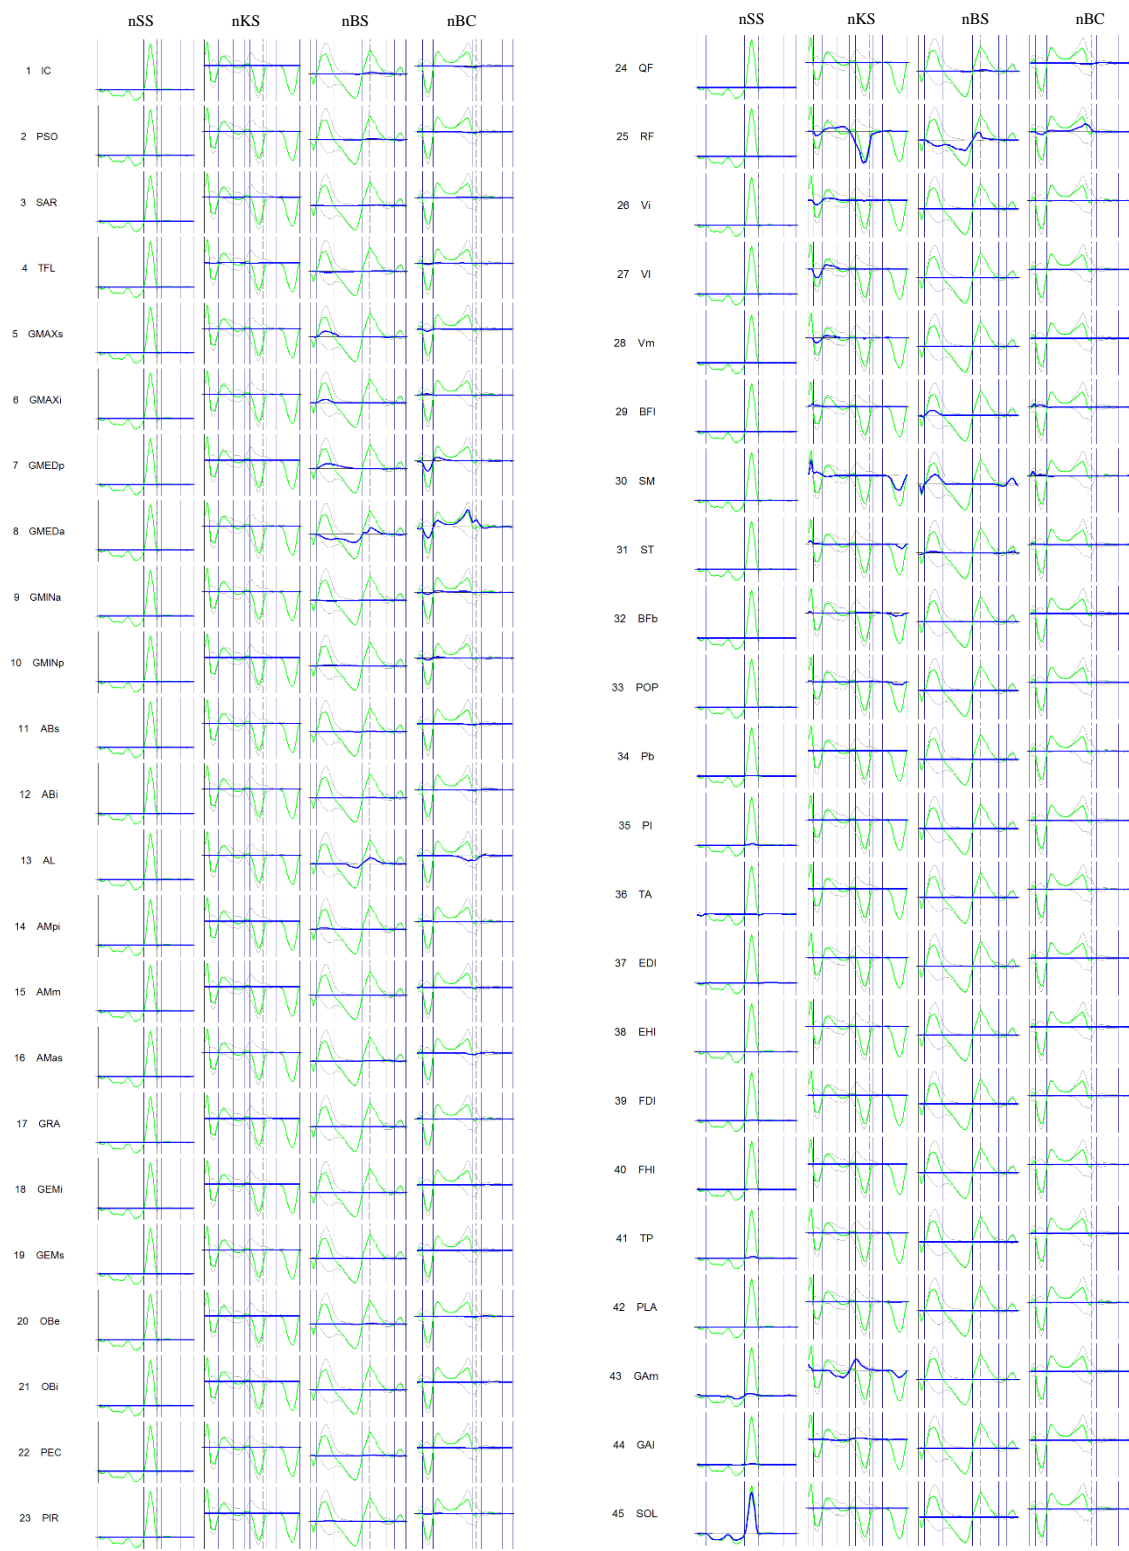 nSS nKS nBS nBC
1 IC
2 PSO
3 SAR
4 TFL
5 GMAXs
6 GMAXi
7 GMEDp
8 GMEDa
9 GMINa
10 GMINp
11 ABs
12 ABi
13 AL
14 AMpi
15 AMm
16 AMas
17 GRA
18 GEMi
19 GEMs
20 OBe
21 OBi
22 PEC
23 PIR
nSS nKS nBS nBC
24 QF
25 RF
26 Vi
27 Vl
28 Vm
29 BFl
30 SM
31 ST
32 BFb
33 POP
34 Pb
35 Pl
36 TA
37 EDl
38 EHl
39 FDl
40 FHl
41 TP
42 PLA
43 GAm
44 GAl
45 SOL